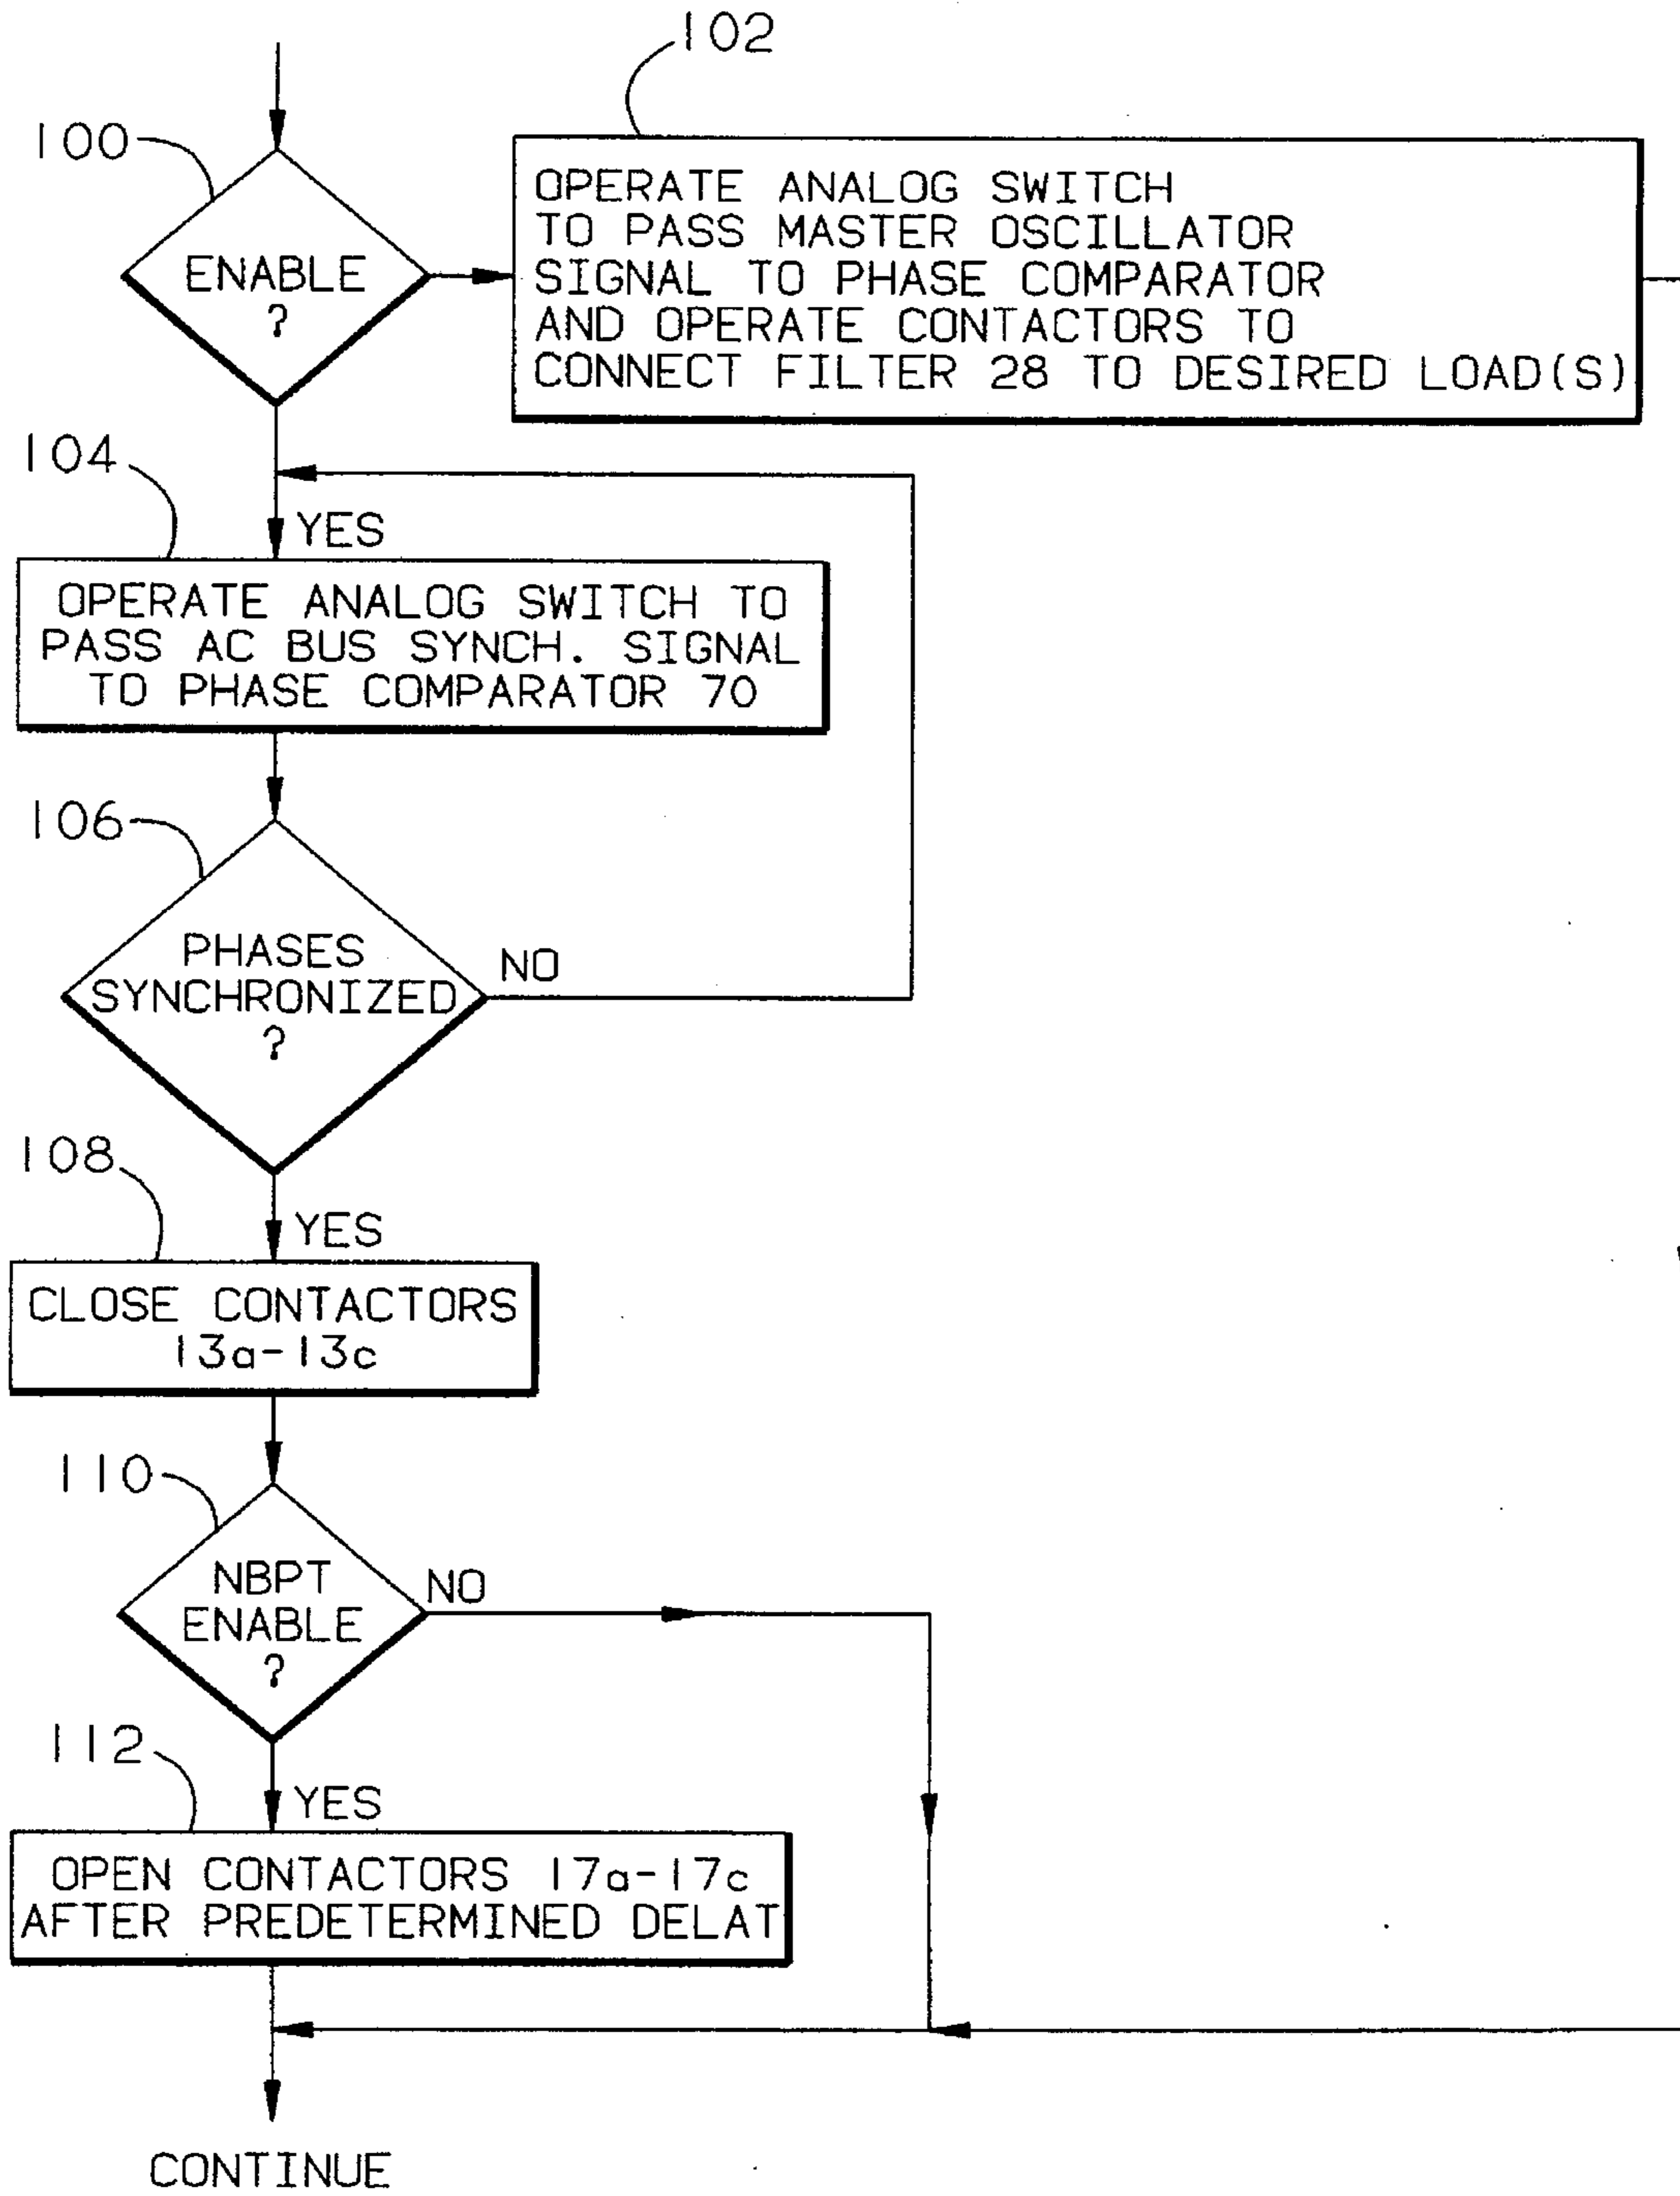 102
100
ENABLE
?
OPERATE ANALOG SWITCH
TO PASS MASTER OSCILLATOR
SIGNAL TO PHASE COMPARATOR
AND OPERATE CONTACTORS TO
CONNECT FILTER 28 TO DESIRED LOAD(S)
104
YES
OPERATE ANALOG SWITCH TO
PASS AC BUS SYNCH. SIGNAL
TO PHASE COMPARATOR 70
106
PHASES
SYNCHRONIZED
?
NO
108
YES
CLOSE CONTACTORS
13a-13c
110
NBPT
ENABLE
?
NO
112
YES
OPEN CONTACTORS 17a-17c
AFTER PREDETERMINED DELAT
CONTINUE